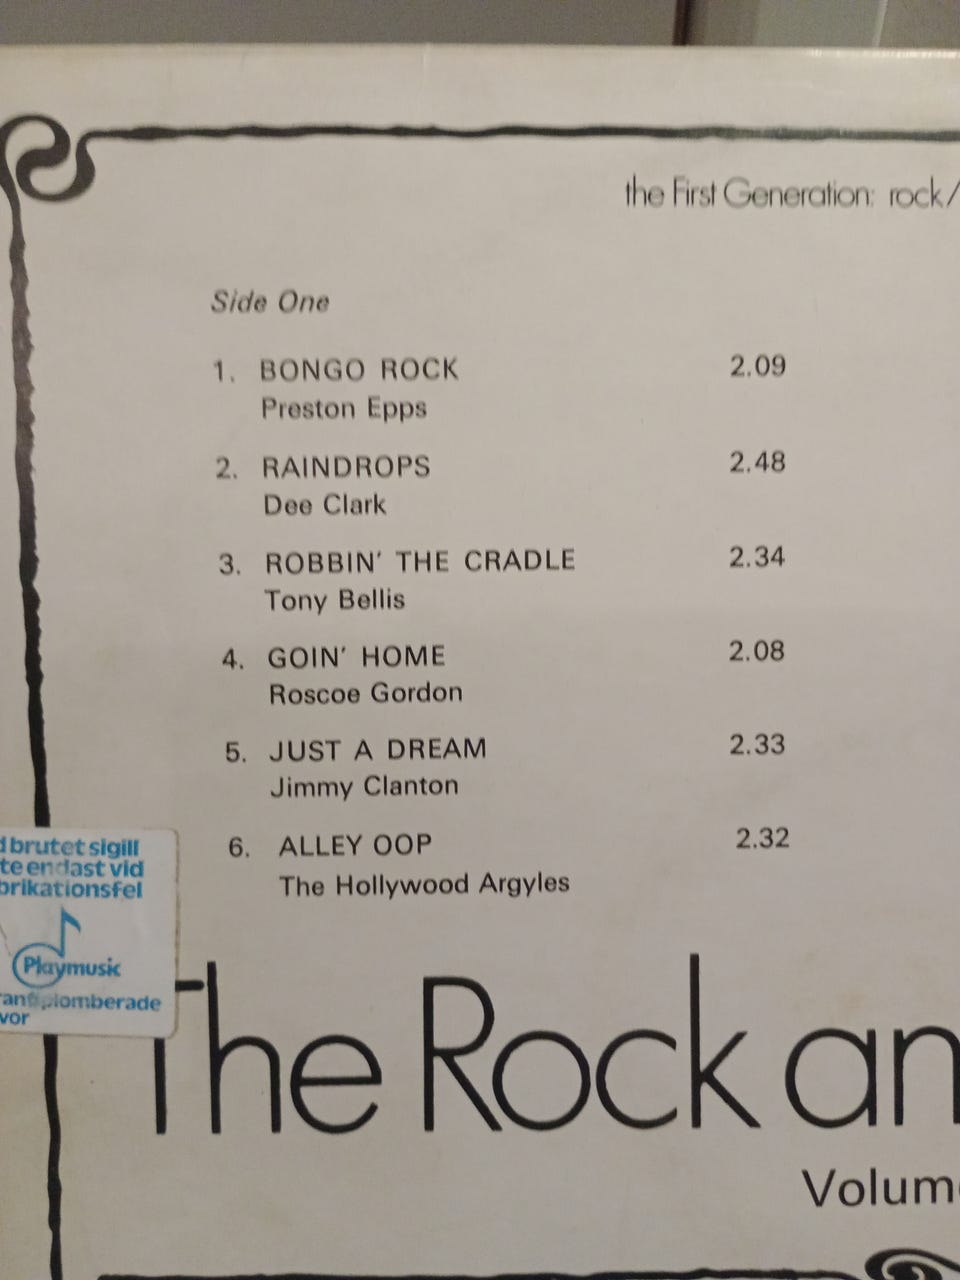 the First Generation: rock/
Side One
1. BONGO ROCK 2.09
Preston Epps
2. RAINDROPS 2.48
Dee Clark
3. ROBBIN' THE CRADLE 2.34
Tony Bellis
4. GOIN' HOME 2.08
Roscoe Gordon
5. JUST A DREAM 2.33
Jimmy Clanton
6. ALLEY OOP 2.32
The Hollywood Argyles
d brutet sigill
te endast vid
brikationsfel
Playmusic
rantiplomberade
vor
The Rock an
Volum